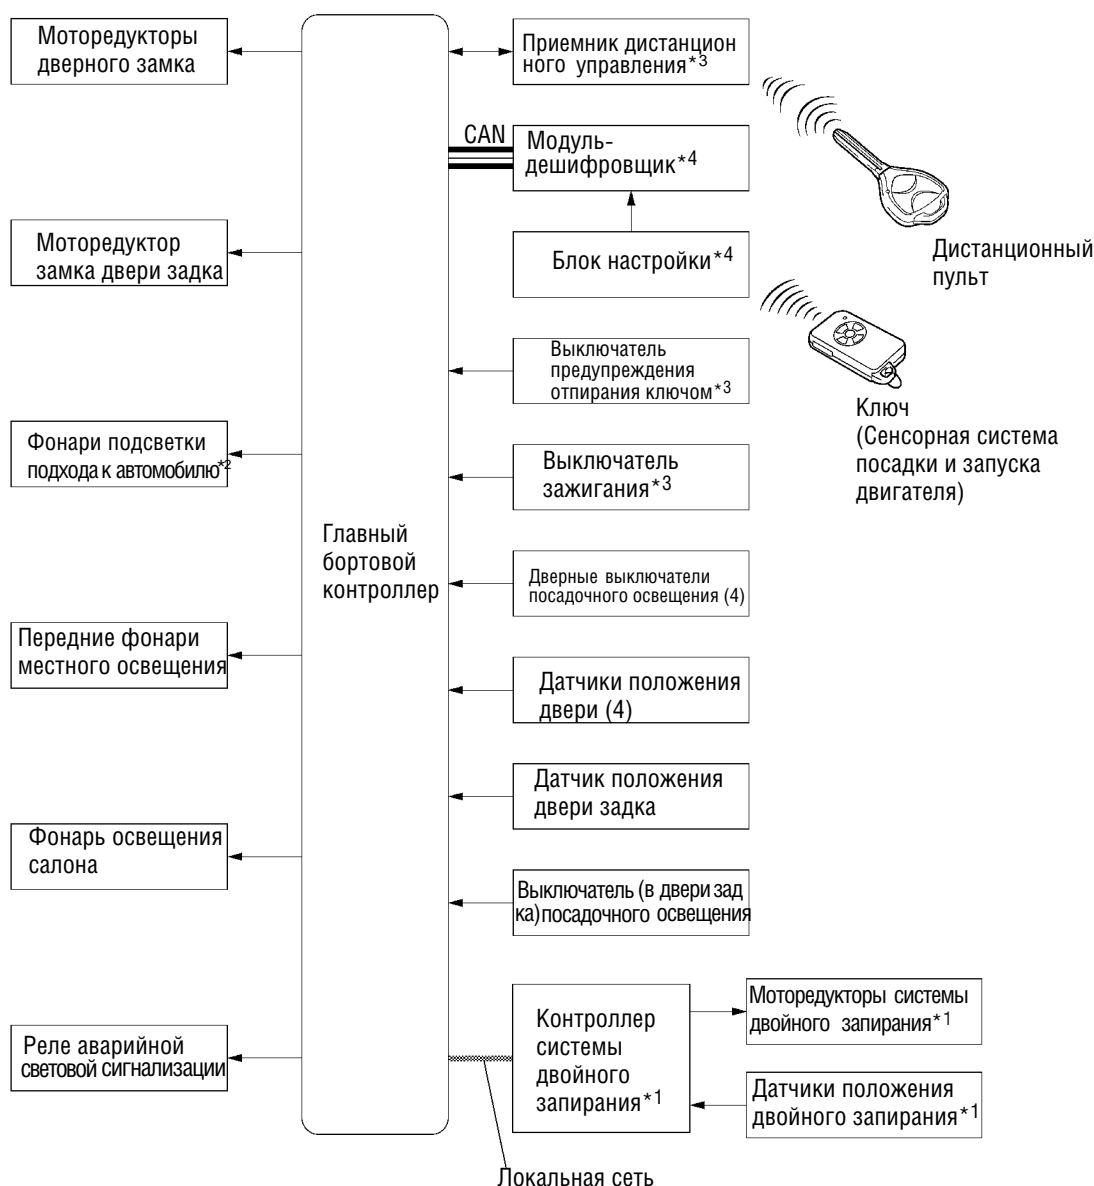 Моторедукторы
дверного замка
Приемник дистанцион
ного управления*3
CAN
Модуль-
дешифровщик*4
Моторедуктор
замка двери задка
Блок настройки*4
Дистанционный
пульт
Выключатель
предупреждения
отпирания ключом*3
Ключ
(Сенсорная система
посадки и запуска
двигателя)
Фонари подсветки
подхода к автомобилю*2
Выключатель
зажигания*3
Главный
бортовой
контроллер
Дверные выключатели
посадочного освещения (4)
Передние фонари
местного освещения
Датчики положения
двери (4)
Датчик положения
двери задка
Фонарь освещения
салона
Выключатель (в двери зад
ка) посадочного освещения
Реле аварийной
световой сигнализации
Контроллер
системы
двойного
запирания*1
Моторедукторы системы
двойного запирания*1
Датчики положения
двойного запирания*1
Локальная сеть